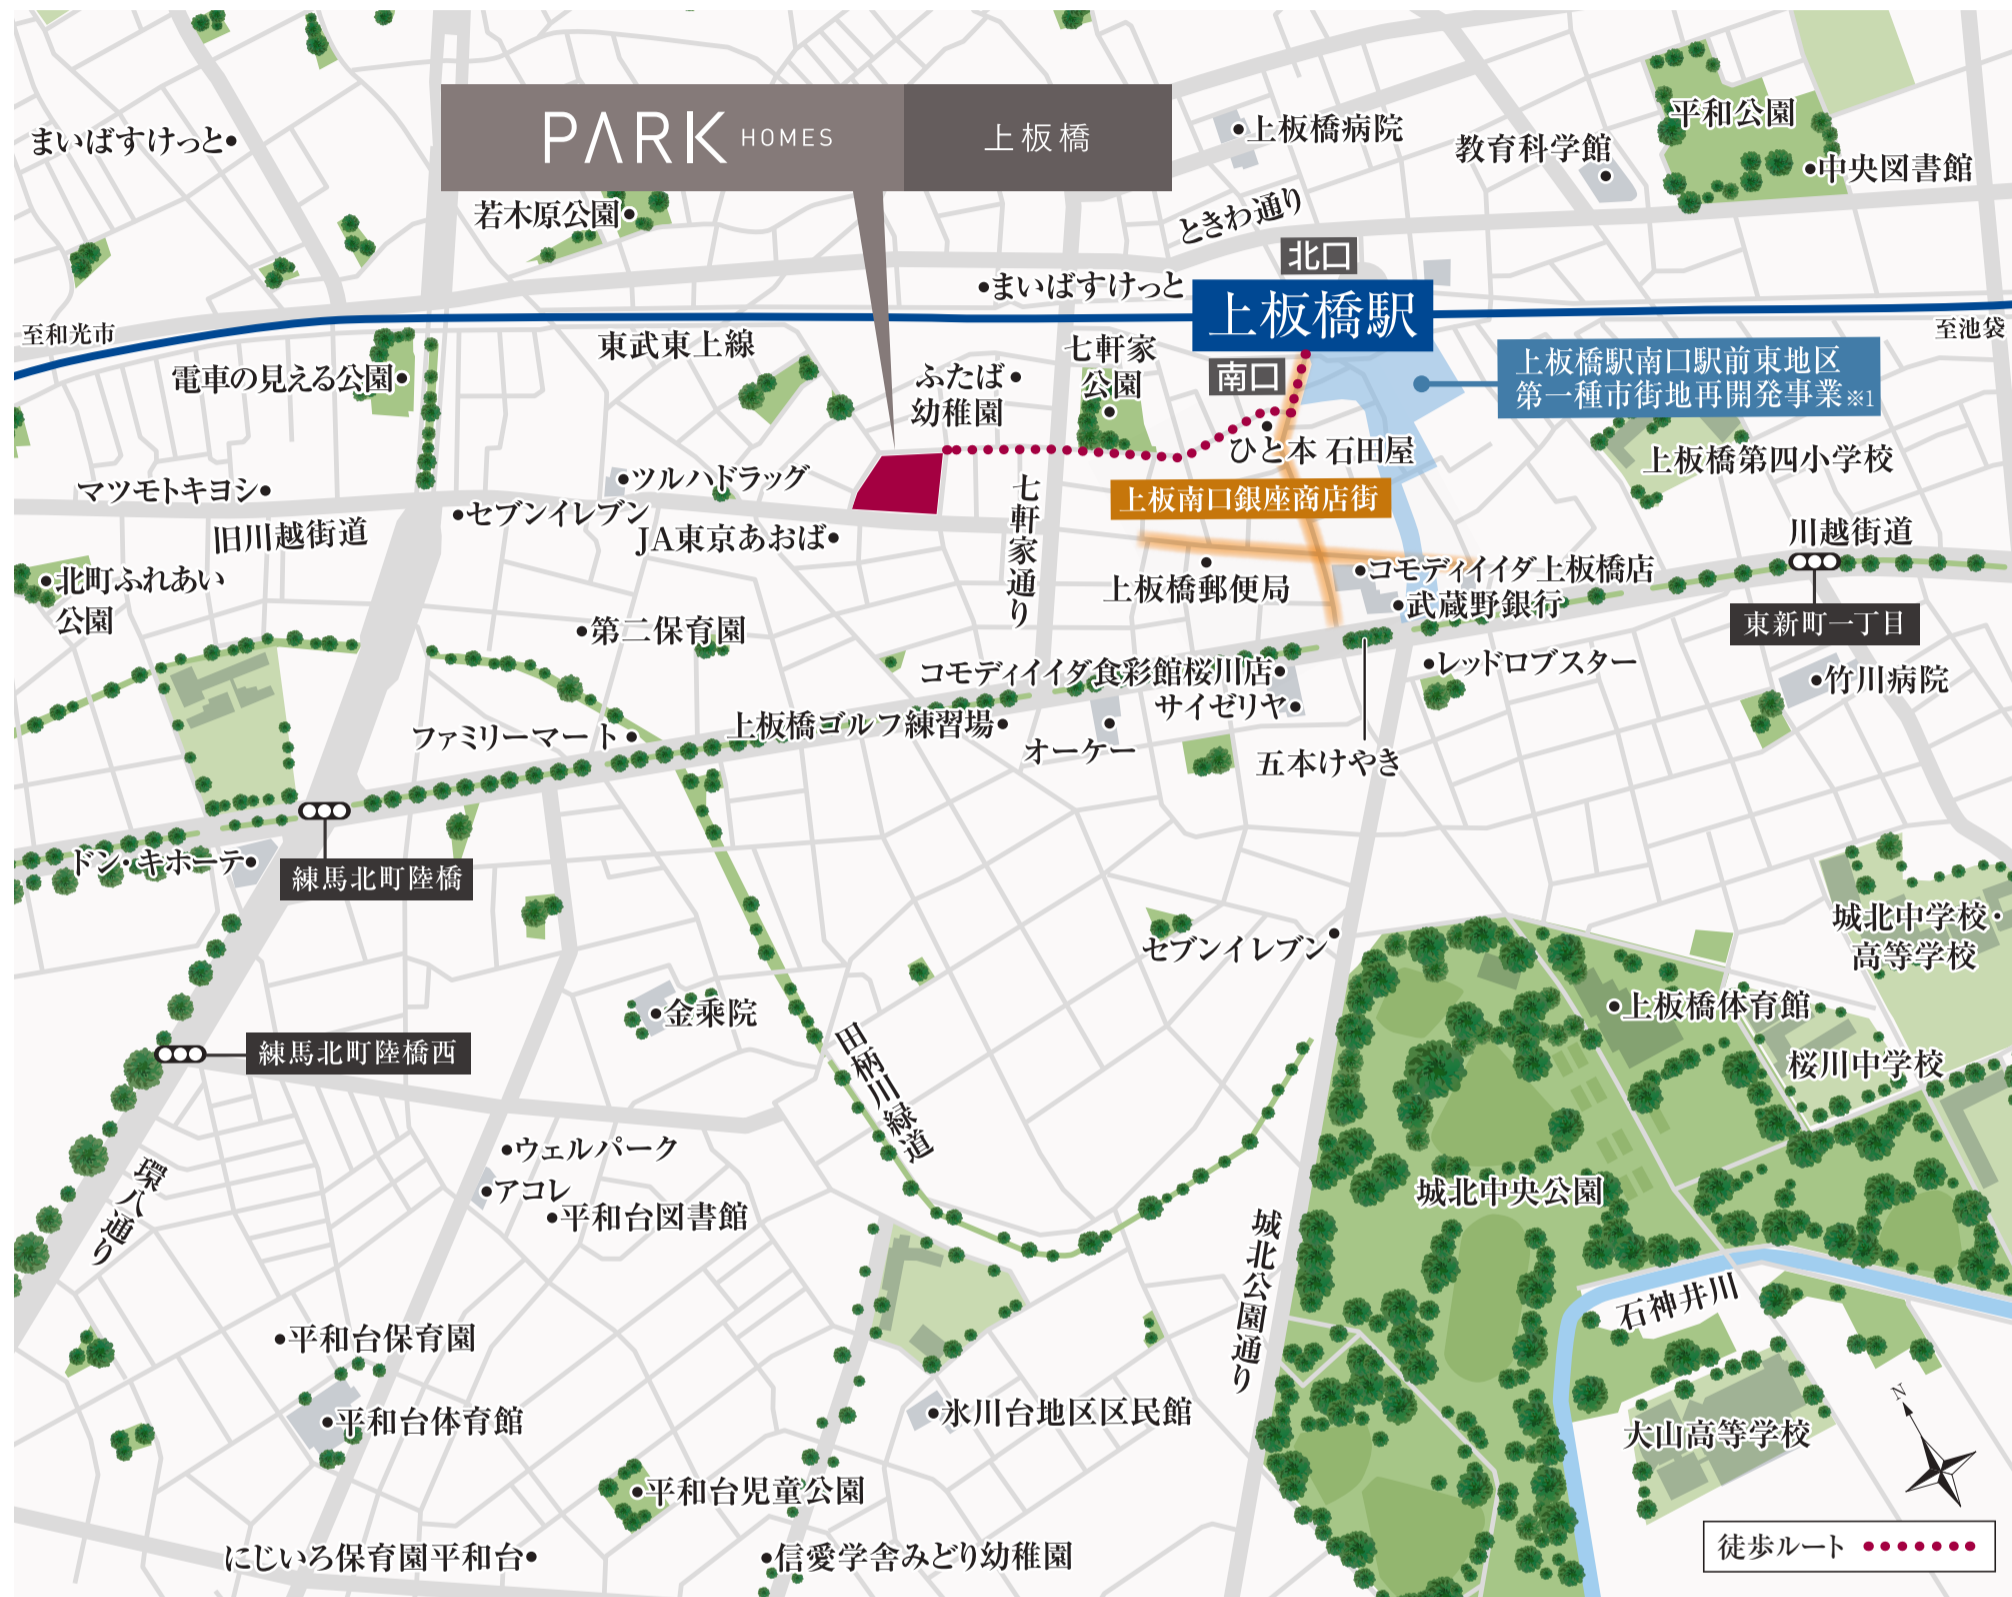 PARK HOMES 上板橋
まいばすけっと
上板橋病院
平和公園
教育科学館
中央図書館
若木原公園
ときわ通り
北口
まいばすけっと
上板橋駅
至和光市
東武東上線
至池袋
七軒家
公園
南口
上板橋駅南口駅前東地区
第一種市街地再開発事業※1
電車の見える公園
ふたば
幼稚園
ひと本 石田屋
上板橋第四小学校
マツモトキヨシ
ツルハドラッグ
上板南口銀座商店街
七軒家通り
セブンイレブン
旧川越街道
JA東京あおば
川越街道
北町ふれあい
公園
上板橋郵便局
コモディイイダ上板橋店
武蔵野銀行
東新町一丁目
第二保育園
コモディイイダ食彩館桜川店
レッドロブスター
竹川病院
サイゼリヤ
ファミリーマート
上板橋ゴルフ練習場
オーケー
五本けやき
ドン・キホーテ
練馬北町陸橋
城北中学校・
高等学校
セブンイレブン
金乗院
上板橋体育館
練馬北町陸橋西
田柄川緑道
桜川中学校
ウェルパーク
アコレ
平和台図書館
環八通り
城北中央公園
城北公園通り
石神井川
平和台保育園
平和台体育館
氷川台地区区民館
大山高等学校
N
平和台児童公園
徒歩ルート
にじいろ保育園平和台
信愛学舎みどり幼稚園